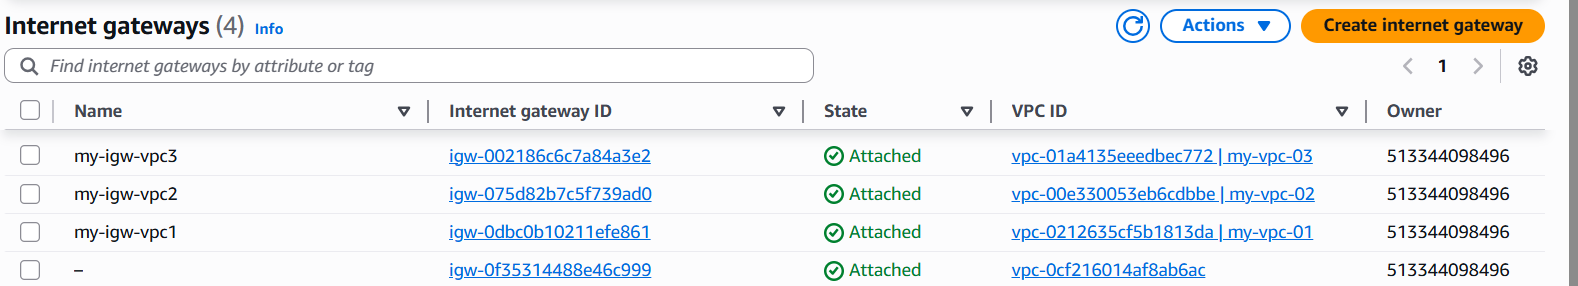 Internet gateways (4) Info Actions Create internet gateway
Find internet gateways by attribute or tag 1
Name Internet gateway ID State VPC ID Owner
my-igw-vpc3 igw-002186c6c7a84a3e2 Attached vpc-01a4135eeedbec772 | my-vpc-03 513344098496
my-igw-vpc2 igw-075d82b7c5f739ad0 Attached vpc-00e330053eb6cdbbe | my-vpc-02 513344098496
my-igw-vpc1 igw-0dbc0b10211efe861 Attached vpc-0212635cf5b1813da | my-vpc-01 513344098496
– igw-0f35314488e46c999 Attached vpc-0cf216014af8ab6ac 513344098496